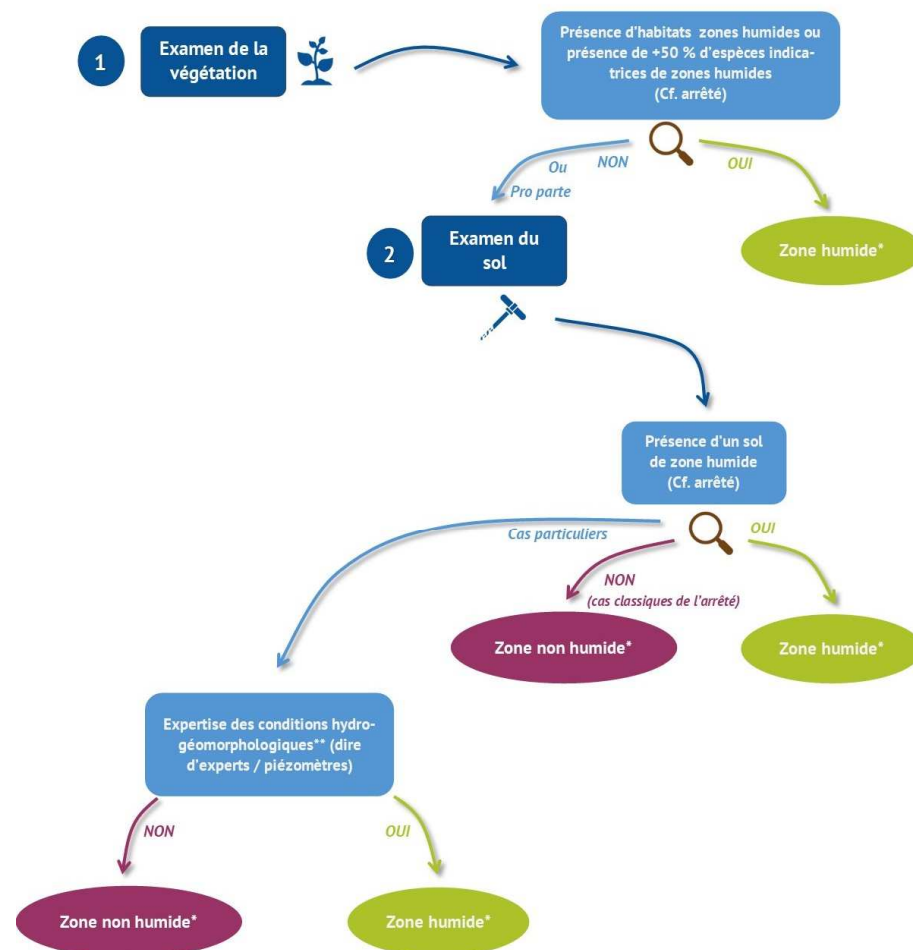 1
Examen de la
végétation
Présence d'habitats zones humides ou
présence de +50 % d'espèces indica-
trices de zones humides
(Cf. arrêté)
Ou
NON
Pro parte
OUI
2
Examen du
sol
Zone humide*
Présence d'un sol
de zone humide
(Cf. arrêté)
Cas particuliers
OUI
NON
(cas classiques de l'arrêté)
Zone non humide*
Zone humide*
Expertise des conditions hydro-
géomorphologiques** (dire
d'experts / piézomètres)
NON
OUI
Zone non humide*
Zone humide*